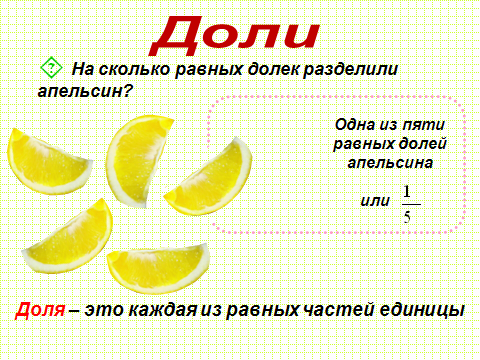 Доли
? На сколько равных долек разделили
апельсин?
Одна из пяти
равных долей
апельсина
или 1/5
Доля – это каждая из равных частей единицы